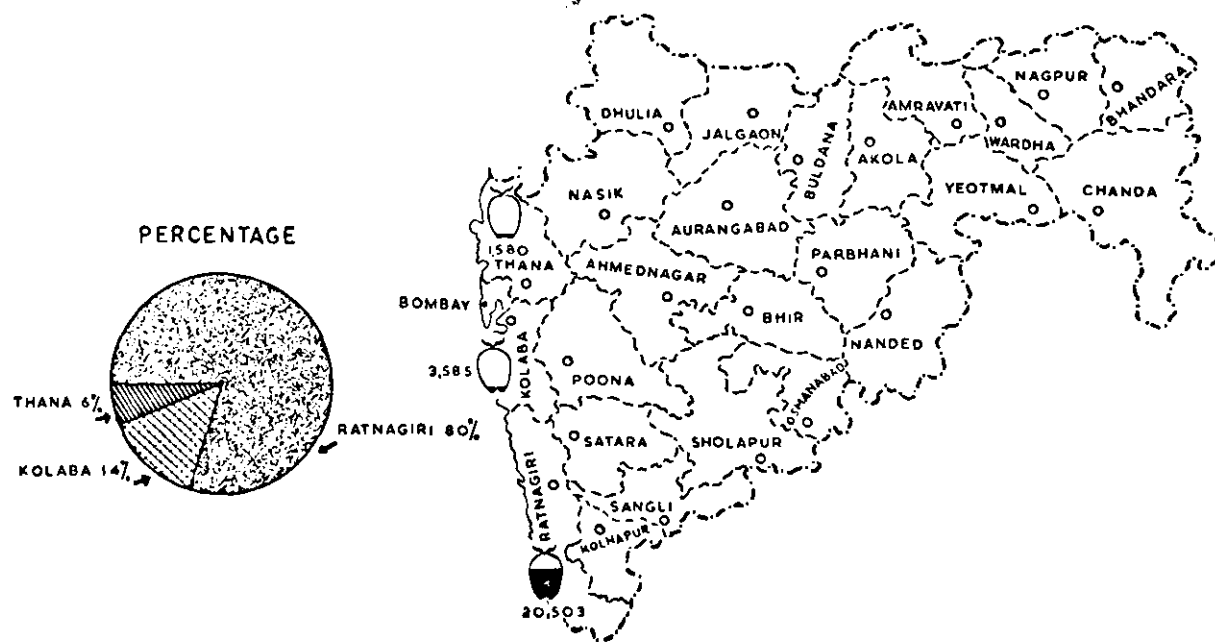 PERCENTAGE
THANA 6%
KOLABA 14%
RATNAGIRI 80%
DHULIA
JALGAON
BULDANA
AKOLA
AMRAVATI
WARDHA
NAGPUR
BHANDARA
NASIK
AURANGABAD
YEOTMAL
CHANDA
1,580
THANA
AHMEDNAGAR
PARBHANI
BOMBAY
BHIR
NANDED
3,585
KOLABA
POONA
OSMANABAD
SATARA
SHOLAPUR
RATNAGIRI
SANGLI
KOLHAPUR
20,503